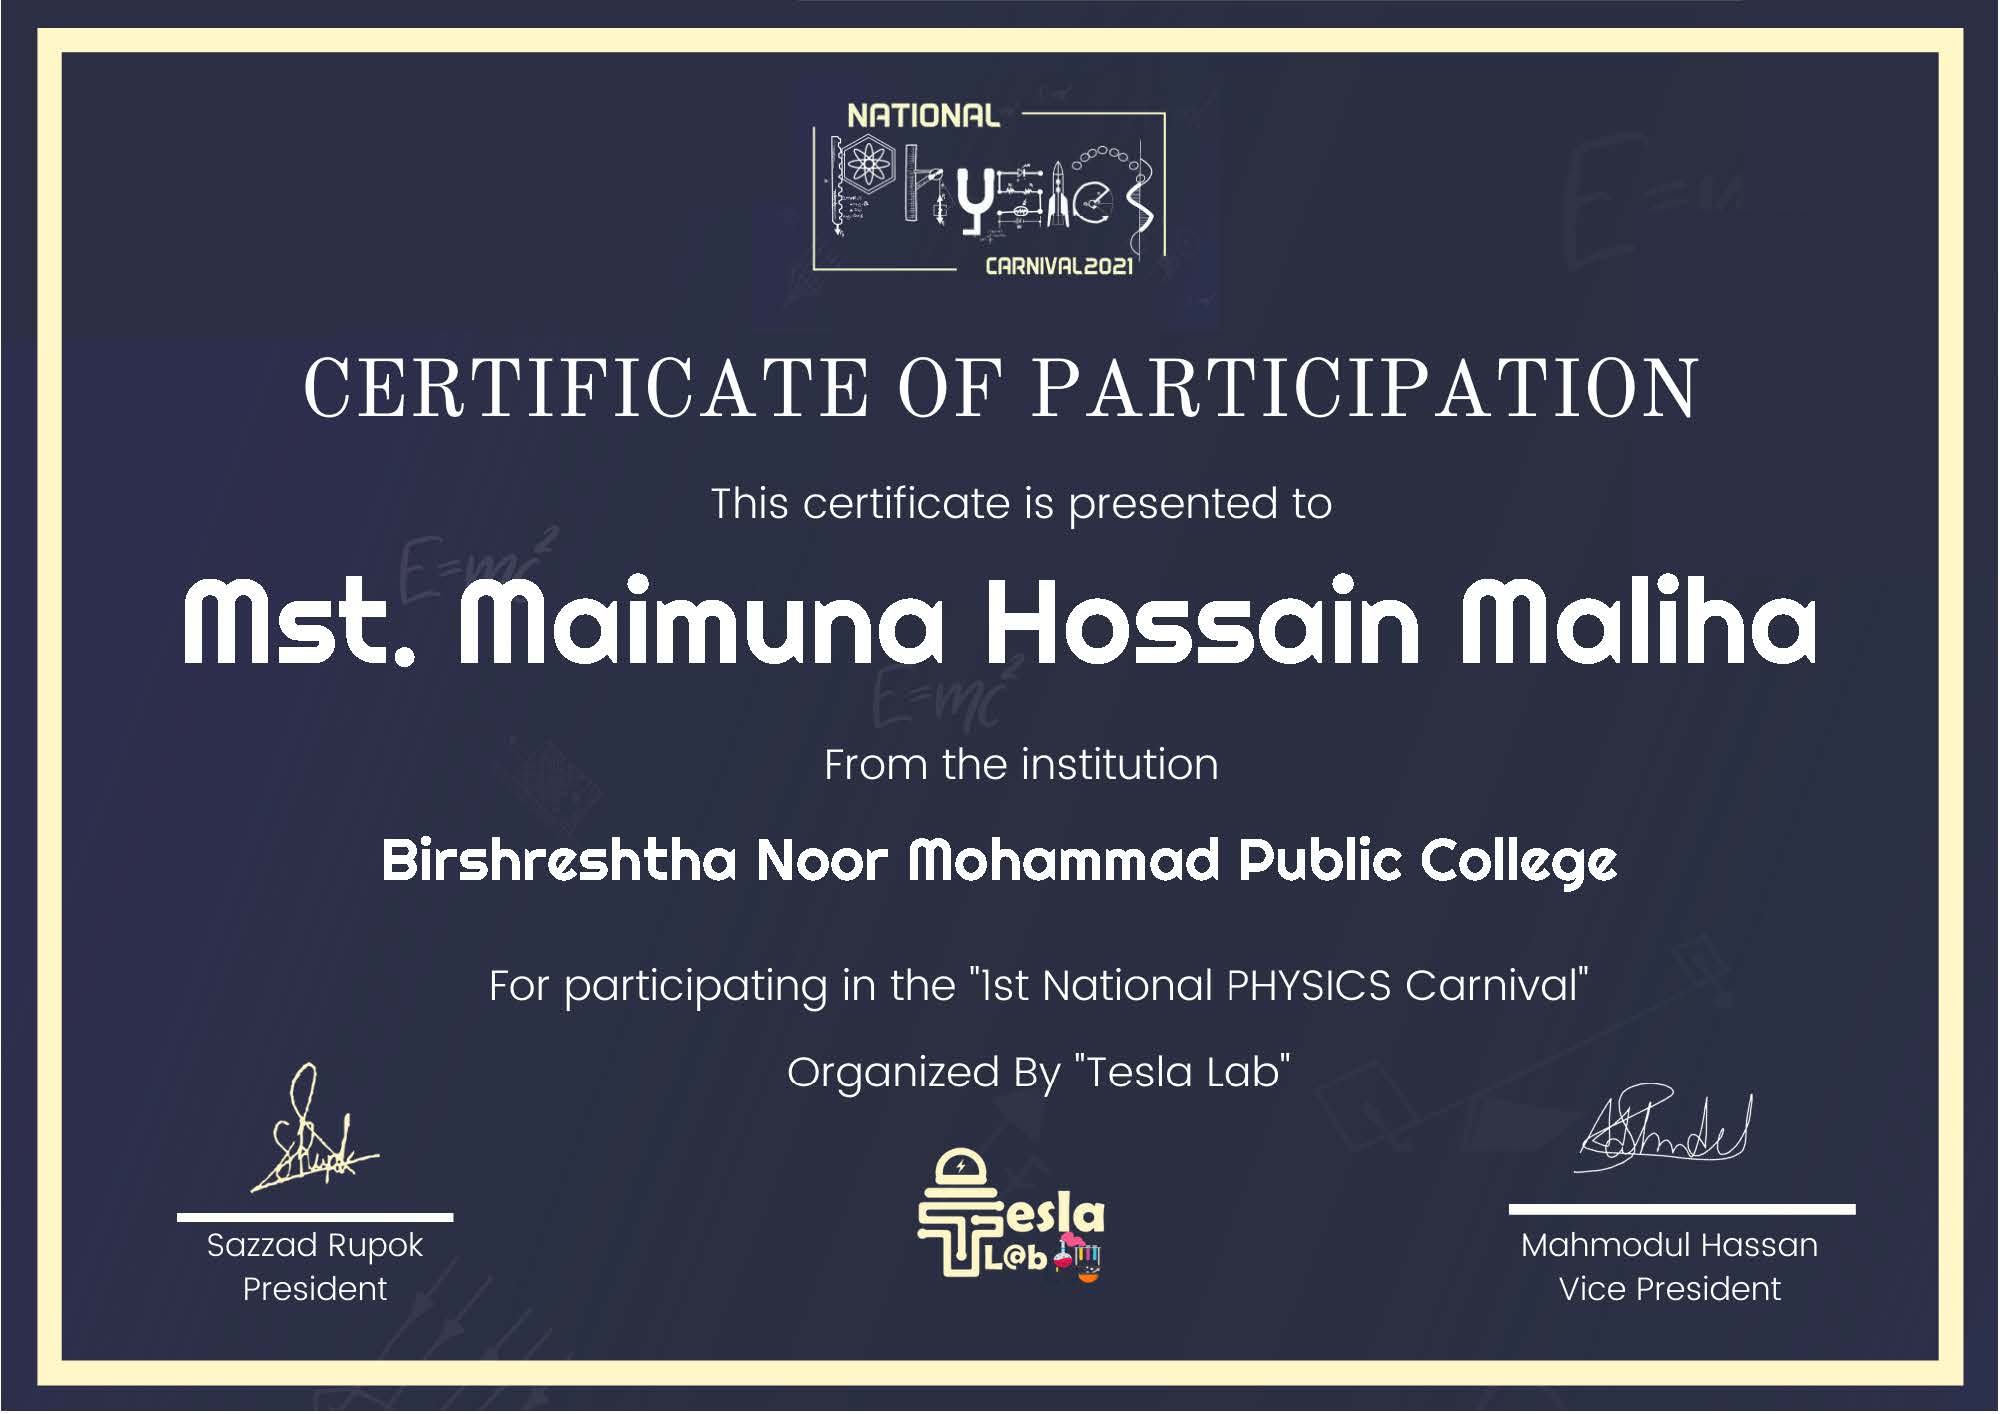 NATIONAL
Physics
CARNIVAL2021
CERTIFICATE OF PARTICIPATION
This certificate is presented to
E=mc²
Mst. Maimuna Hossain Maliha
E=mc²
From the institution
Birshreshtha Noor Mohammad Public College
For participating in the "1st National PHYSICS Carnival"
Organized By "Tesla Lab"
Tesla
L@b
Sazzad Rupok
President
Mahmodul Hassan
Vice President